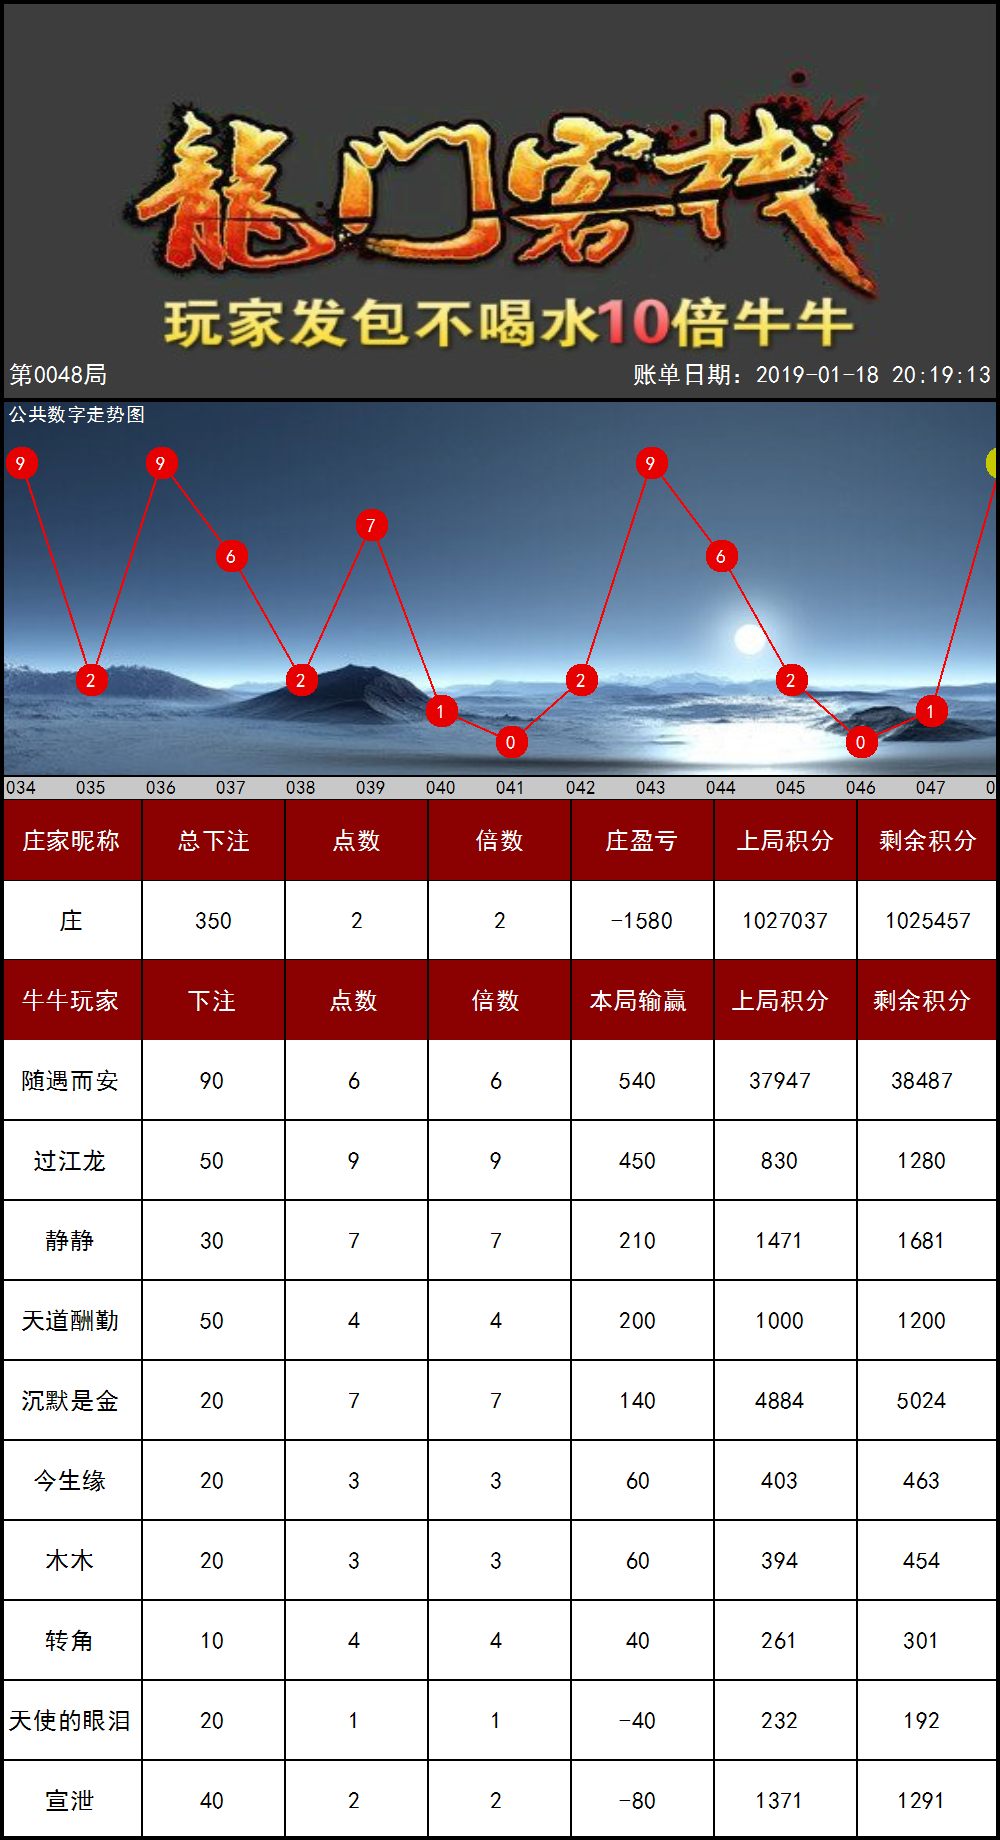 龍门客栈
玩家发包不喝水10倍牛牛
第0048局 账单日期：2019-01-18 20:19:13
公共数字走势图
9 2 9 6 2 7 1 0 2 9 6 2 0 1
034 035 036 037 038 039 040 041 042 043 044 045 046 047 0
庄家昵称 总下注 点数 倍数 庄盈亏 上局积分 剩余积分
庄 350 2 2 -1580 1027037 1025457
牛牛玩家 下注 点数 倍数 本局输赢 上局积分 剩余积分
随遇而安 90 6 6 540 37947 38487
过江龙 50 9 9 450 830 1280
静静 30 7 7 210 1471 1681
天道酬勤 50 4 4 200 1000 1200
沉默是金 20 7 7 140 4884 5024
今生缘 20 3 3 60 403 463
木木 20 3 3 60 394 454
转角 10 4 4 40 261 301
天使的眼泪 20 1 1 -40 232 192
宣泄 40 2 2 -80 1371 1291